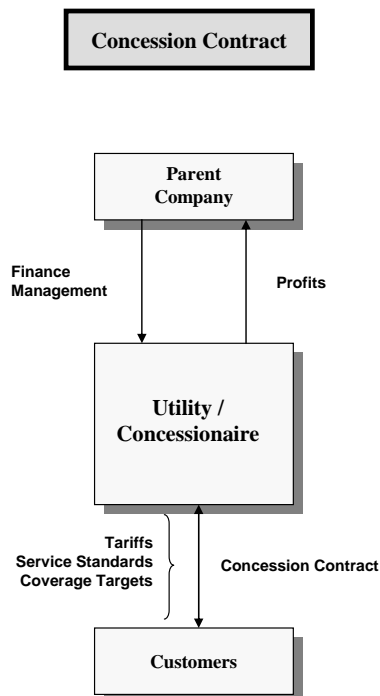 Concession Contract
Parent
Company
Finance
Management
Profits
Utility /
Concessionaire
Tariffs
Service Standards
Coverage Targets
Concession Contract
Customers